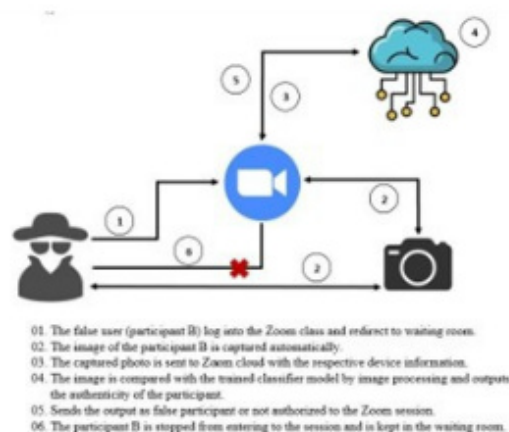 5
4
3
1
2
6
2
01. The false user (participant B) log into the Zoom class and redirect to waiting room.
02. The image of the participant B is captured automatically.
03. The captured photo is sent to Zoom cloud with the respective device information.
04. The image is compared with the trained classifier model by image processing and outputs
the authenticity of the participant.
05. Sends the output as false participant or not authorized to the Zoom session.
06. The participant B is stopped from entering to the session and is kept in the waiting room.